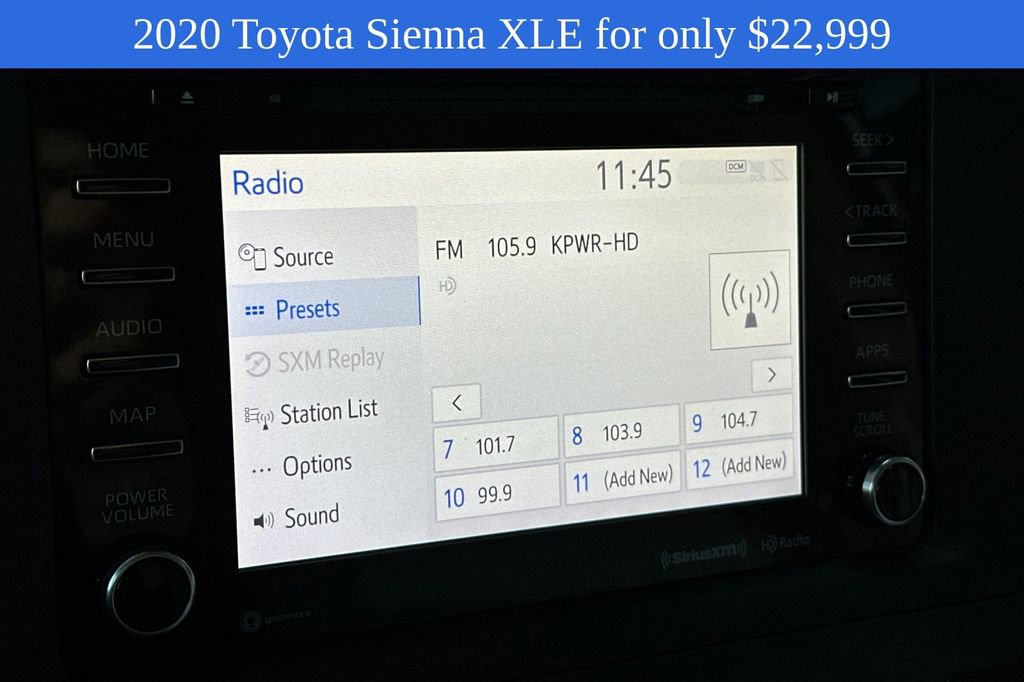 2020 Toyota Sienna XLE for only $22,999
HOME
MENU
AUDIO
MAP
POWER
VOLUME
Radio
11:45
DCM
Source
Presets
SXM Replay
Station List
Options
Sound
FM 105.9 KPWR-HD
HD
<
>
7 101.7
8 103.9
9 104.7
10 99.9
11 (Add New)
12 (Add New)
SEEK >
< TRACK
PHONE
APPS
TUNE
SCROLL
gracenote
SiriusXM
HD Radio